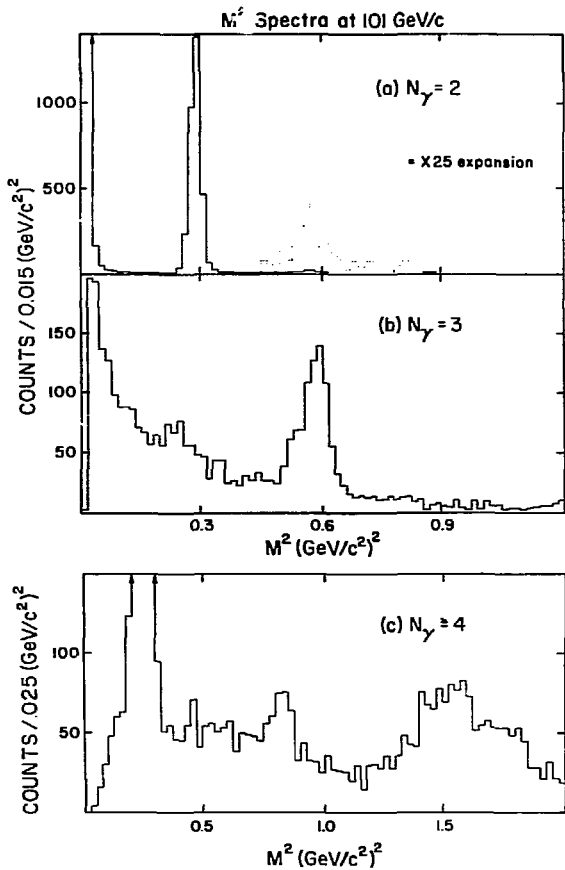 M² Spectra at 101 GeV/c
(a) Nγ = 2
1000
500
• X25 expansion
COUNTS / 0.015 (GeV/c)²
(b) Nγ = 3
150
100
50
0.3 0.6 0.9
M² (GeV/c²)²
(c) Nγ ≥ 4
100
50
COUNTS / .025 (GeV/c²)²
0.5 1.0 1.5
M² (GeV/c²)²